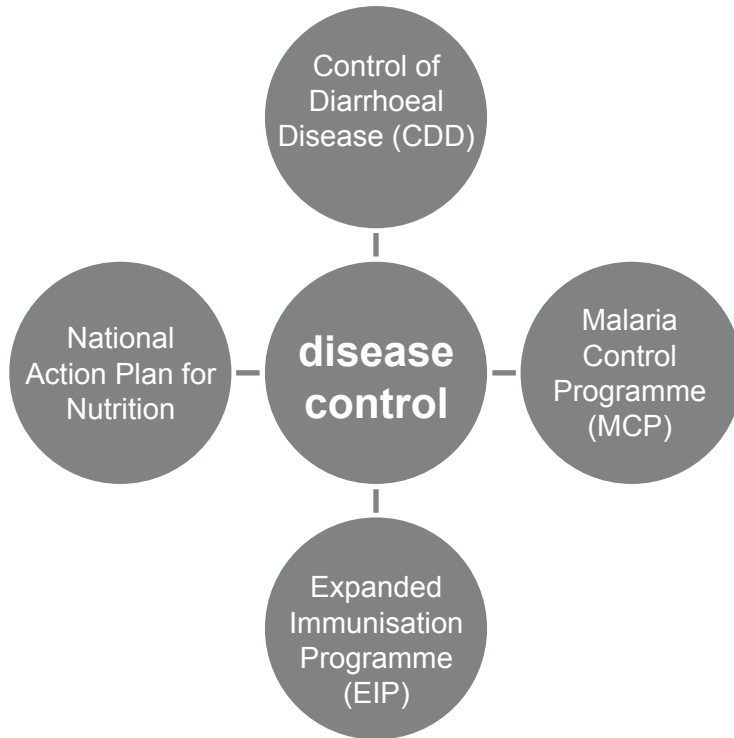 Control of
Diarrhoeal
Disease (CDD)
National
Action Plan for
Nutrition
disease
control
Malaria
Control
Programme
(MCP)
Expanded
Immunisation
Programme
(EIP)